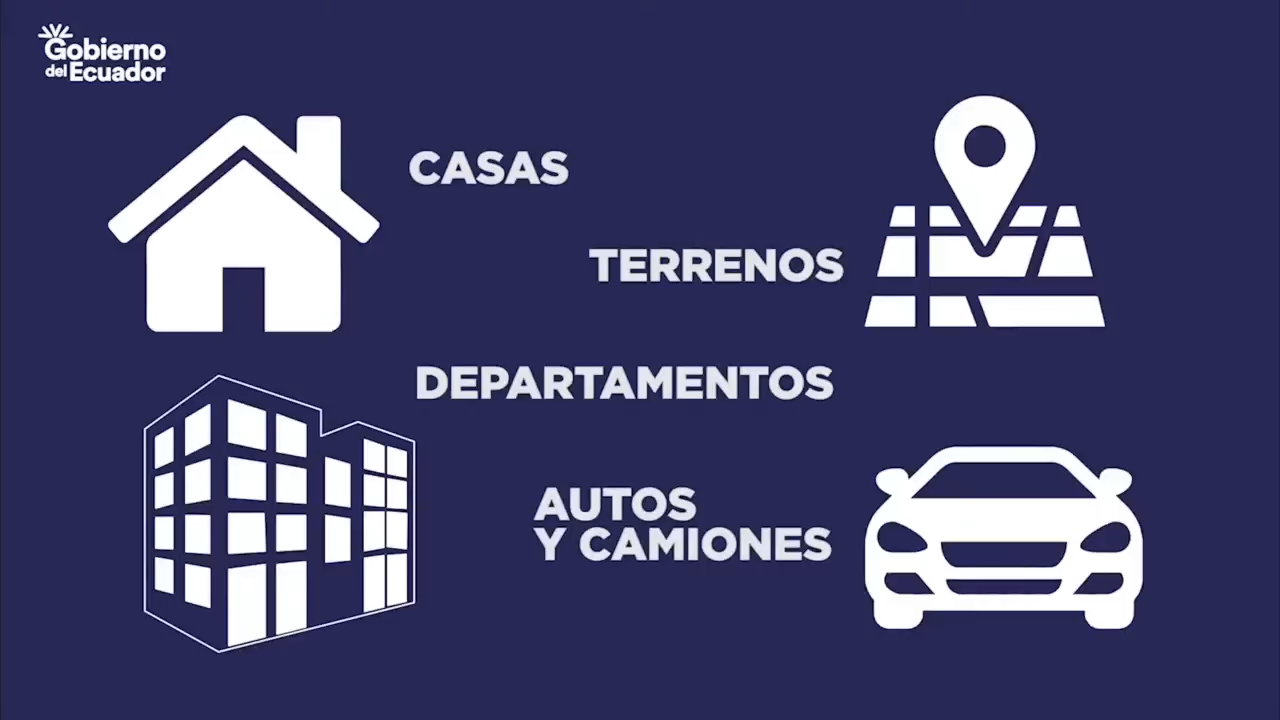 Gobierno
del Ecuador
CASAS
TERRENOS
DEPARTAMENTOS
AUTOS
Y CAMIONES